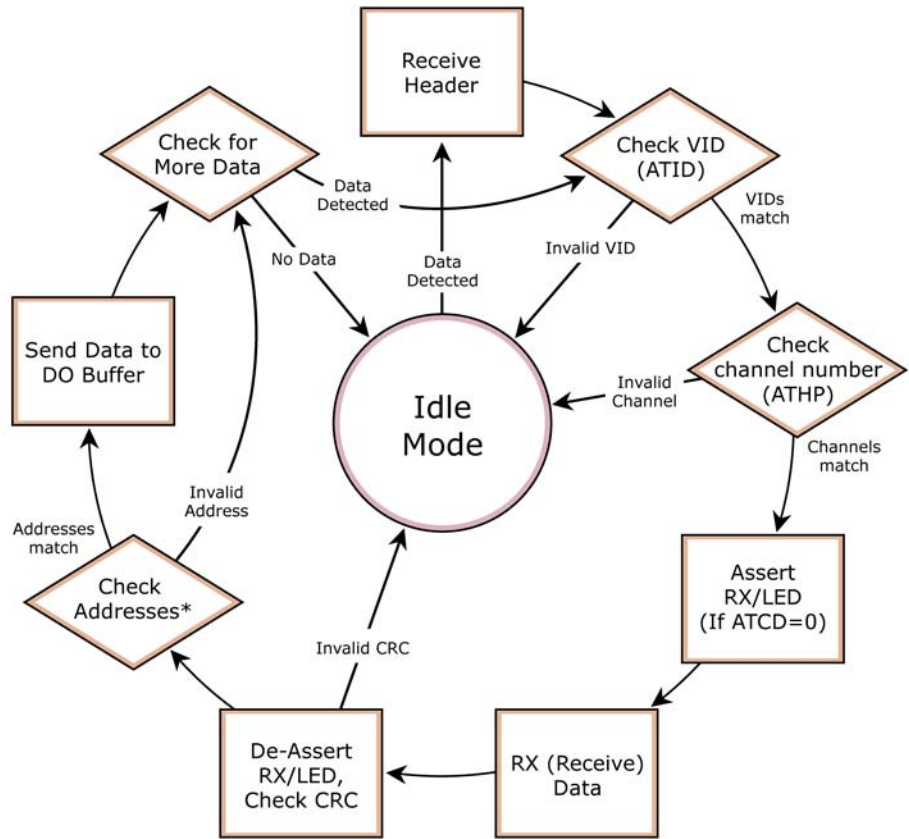 Receive
Header
Check for
More Data
Check VID
(ATID)
Data
Detected
VIDs
match
No Data
Data
Detected
Invalid VID
Send Data to
DO Buffer
Check
channel number
(ATHP)
Invalid
Channel
Idle
Mode
Channels
match
Invalid
Address
Addresses
match
Check
Addresses*
Assert
RX/LED
(If ATCD=0)
Invalid CRC
De-Assert
RX/LED,
Check CRC
RX (Receive)
Data